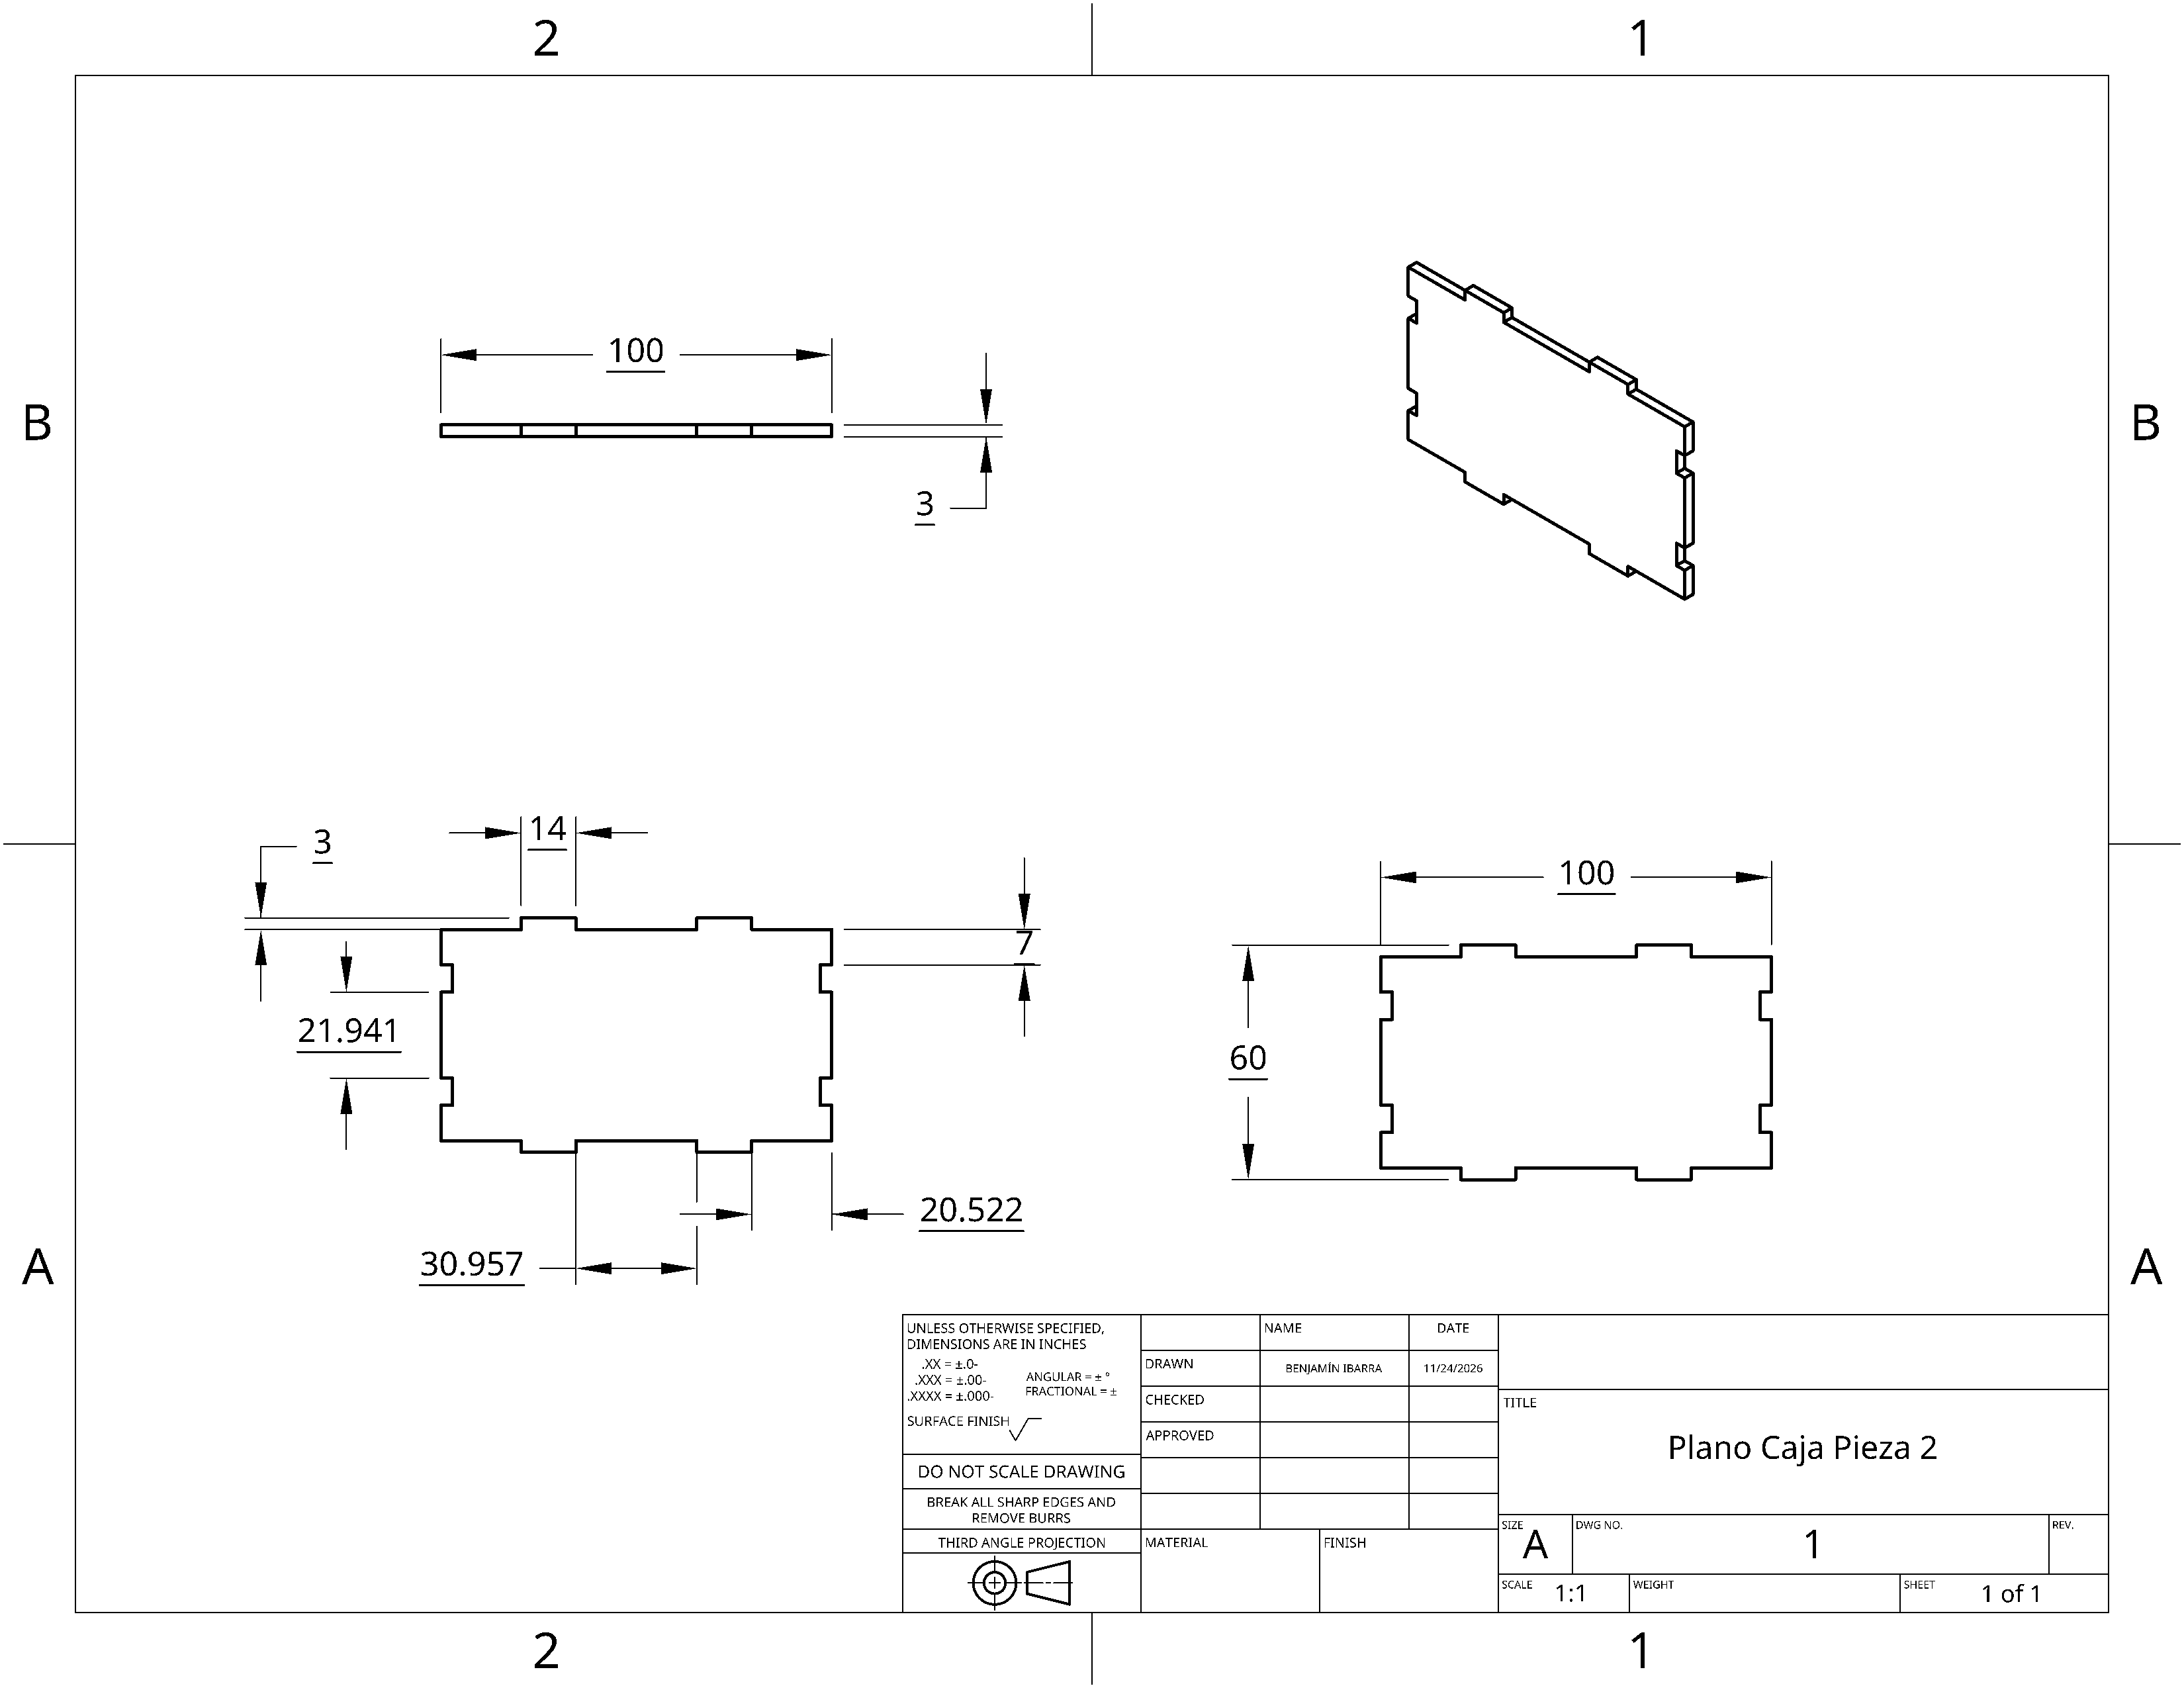 2
1
B
B
100
3
3
14
7
21.941
20.522
30.957
100
60
A
A
UNLESS OTHERWISE SPECIFIED,
DIMENSIONS ARE IN INCHES
.XX = ±.0-
.XXX = ±.00-
.XXXX = ±.000-
ANGULAR = ± °
FRACTIONAL = ±
SURFACE FINISH
DO NOT SCALE DRAWING
BREAK ALL SHARP EDGES AND
REMOVE BURRS
THIRD ANGLE PROJECTION
NAME
DATE
DRAWN
BENJAMÍN IBARRA
11/24/2026
CHECKED
APPROVED
MATERIAL
FINISH
TITLE
Plano Caja Pieza 2
SIZE
A
DWG NO.
1
REV.
SCALE
1:1
WEIGHT
SHEET
1 of 1
2
1